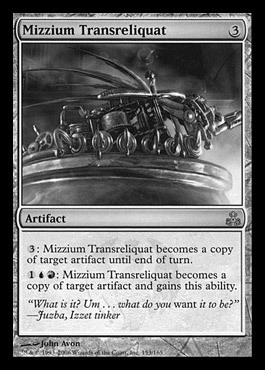 Mizzium Transreliquat 3
Artifact
3: Mizzium Transreliquat becomes a copy
of target artifact until end of turn.
1: Mizzium Transreliquat becomes a
copy of target artifact and gains this ability.
"What is it? Um . . . what do you want it to be?"
—Juzba, Izzet tinker
John Avon